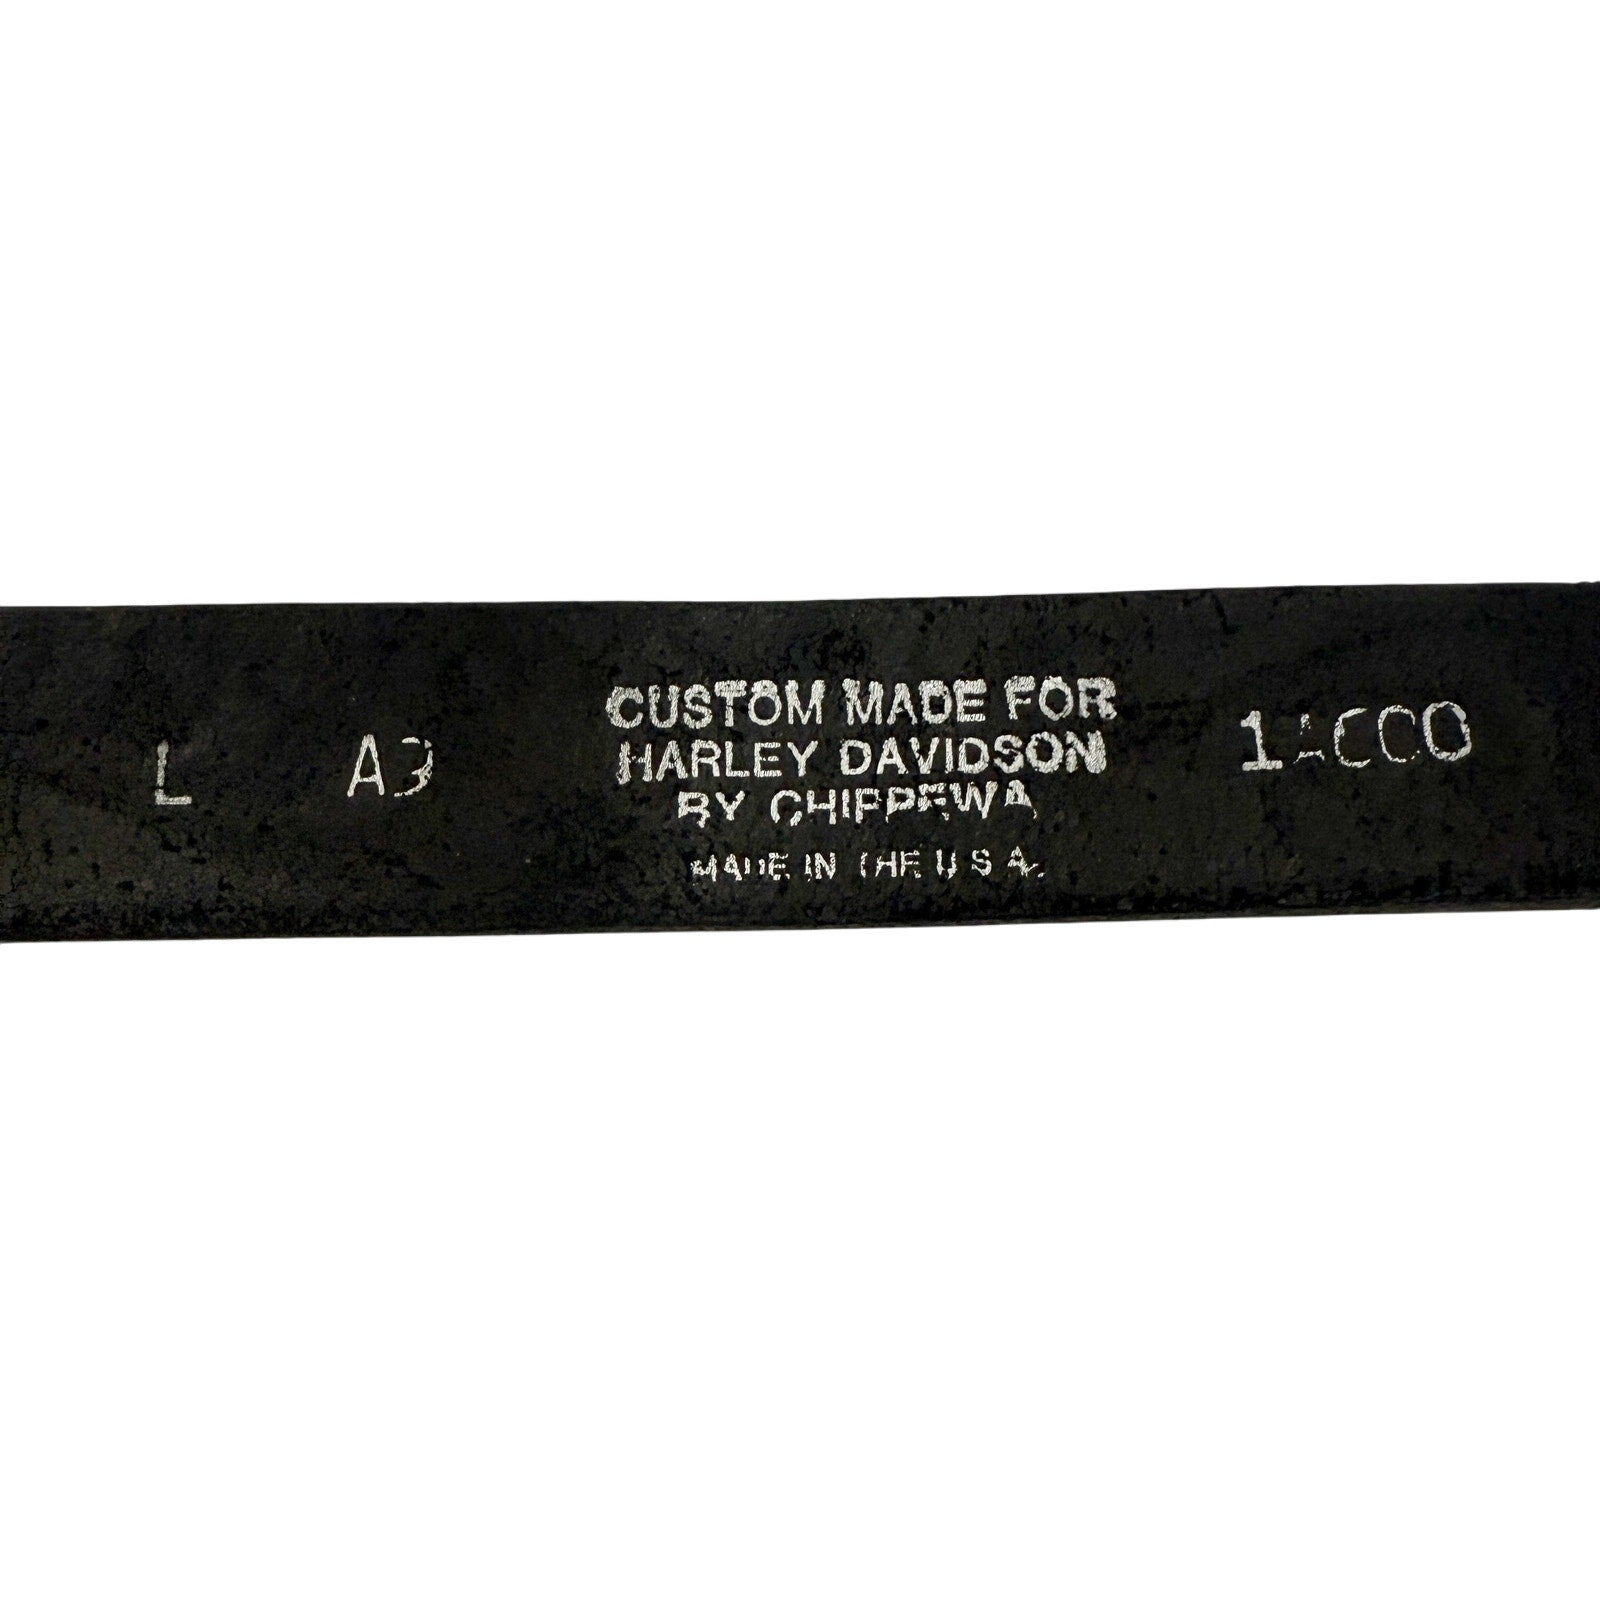 L A3
CUSTOM MADE FOR
HARLEY DAVIDSON
BY CHIPPEWA
MADE IN THE U.S.A.